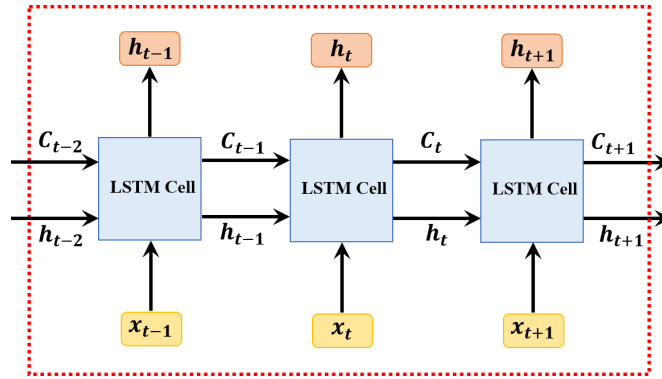 h_{t-1} h_t h_{t+1}
C_{t-2} C_{t-1} C_t C_{t+1}
LSTM Cell LSTM Cell LSTM Cell
h_{t-2} h_{t-1} h_t h_{t+1}
x_{t-1} x_t x_{t+1}